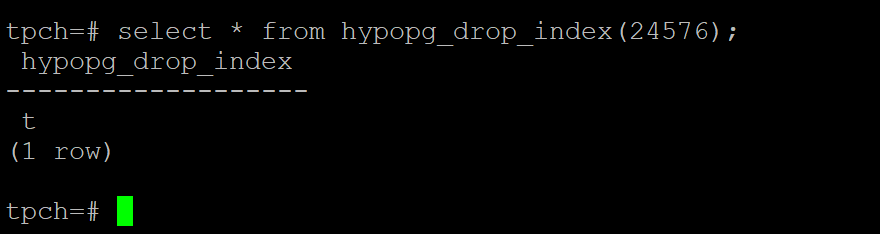 tpch=# select * from hypopg_drop_index(24576);
 hypopg_drop_index
-------------------
 t
(1 row)

tpch=#